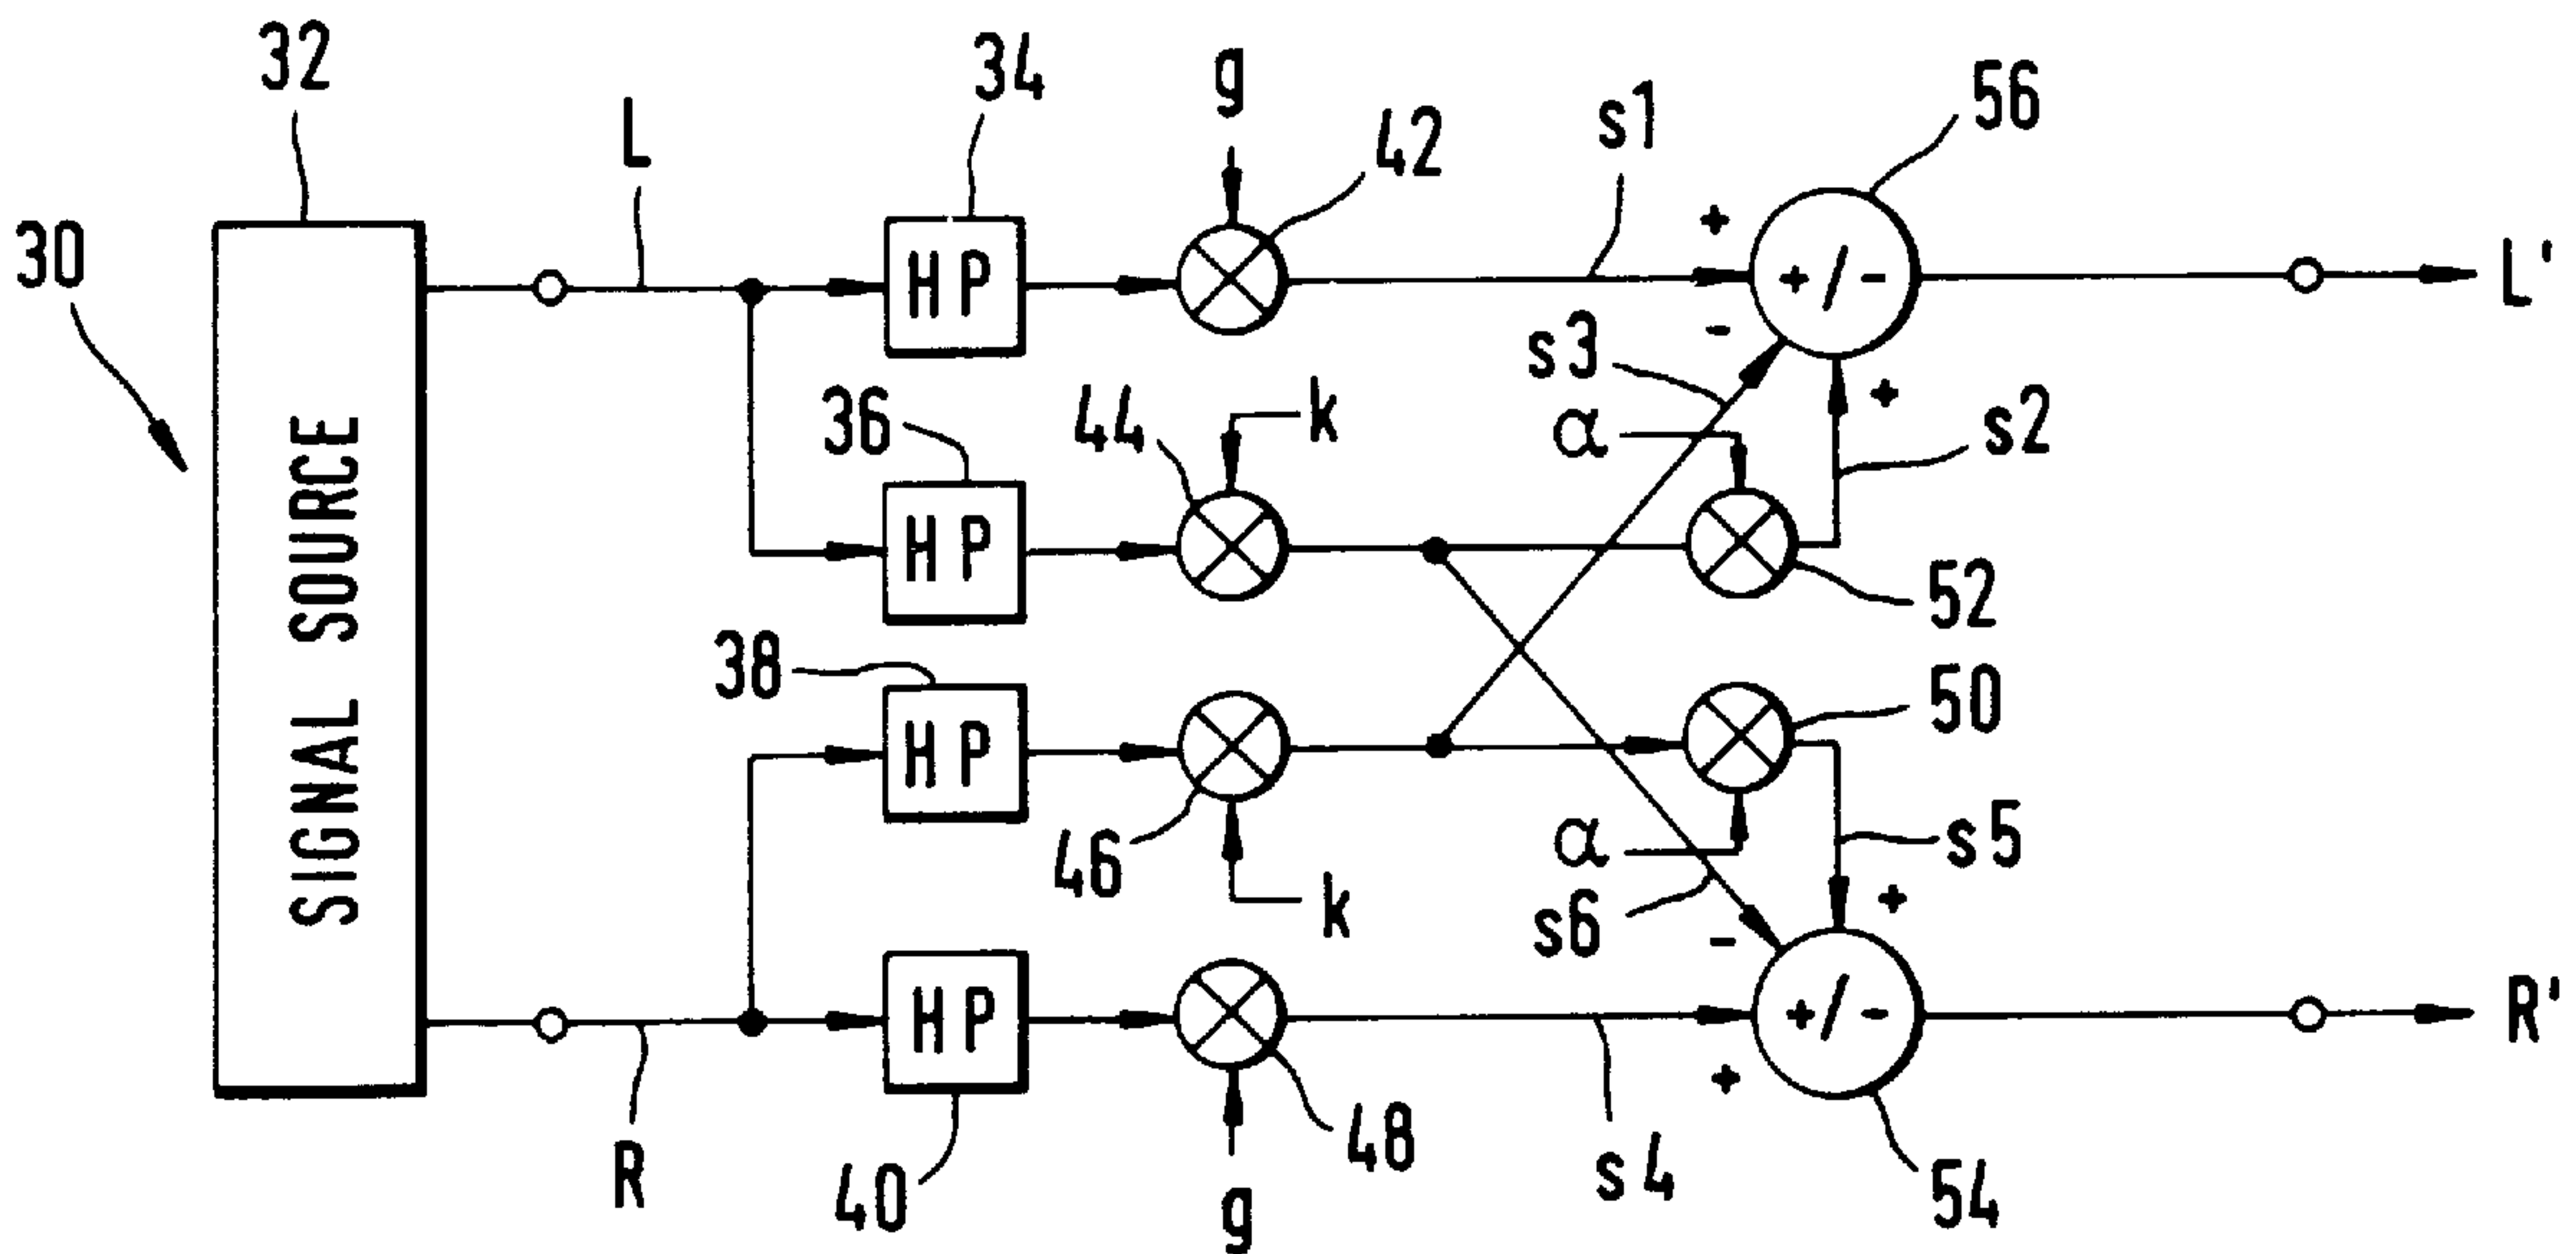 32
L
34
g
42
s1
56
30
+
HP
+/-
L'
-
s3
+
36
44
k
α
s2
SIGNAL SOURCE
HP
52
38
50
HP
46
k
α
s5
s6
+
-
HP
+/-
R'
+
R
40
g
48
s4
54